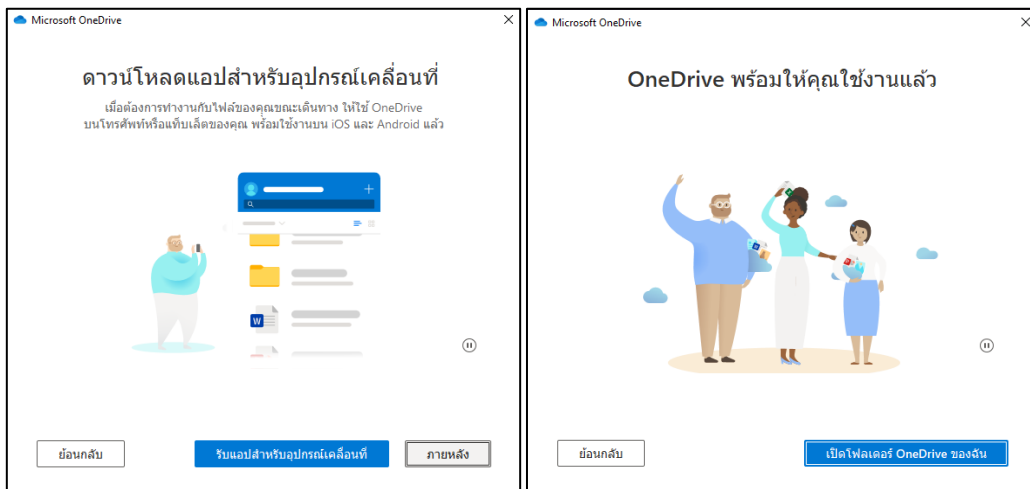 Microsoft OneDrive
ดาวน์โหลดแอปสำหรับอุปกรณ์เคลื่อนที่
เมื่อต้องการทำงานกับไฟล์ของคุณขณะเดินทาง ให้ใช้ OneDrive
บนโทรศัพท์หรือแท็บเล็ตของคุณ พร้อมใช้งานบน iOS และ Android แล้ว
W
ย้อนกลับ
รับแอปสำหรับอุปกรณ์เคลื่อนที่
ภายหลัง
Microsoft OneDrive
OneDrive พร้อมให้คุณใช้งานแล้ว
ย้อนกลับ
เปิดโฟลเดอร์ OneDrive ของฉัน